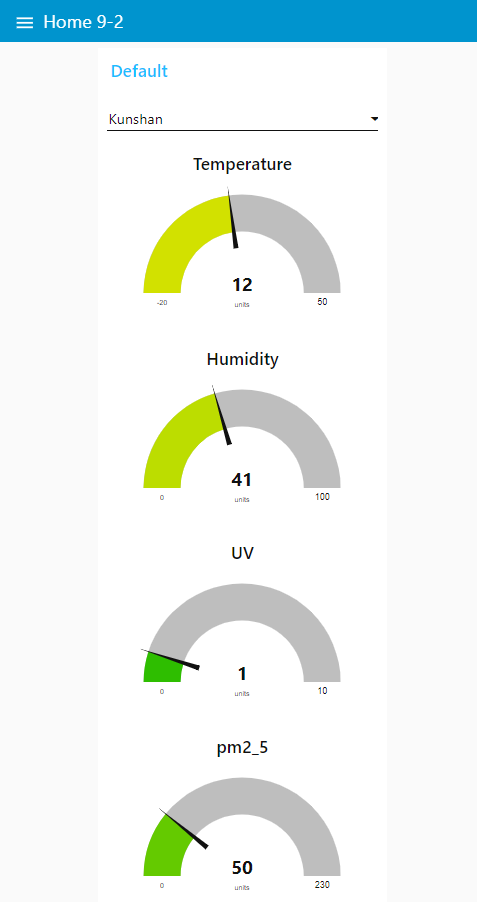 Home 9-2
Default
Kunshan
Temperature
12
units
-20
50
Humidity
41
units
0
100
UV
1
units
0
10
pm2_5
50
units
0
230